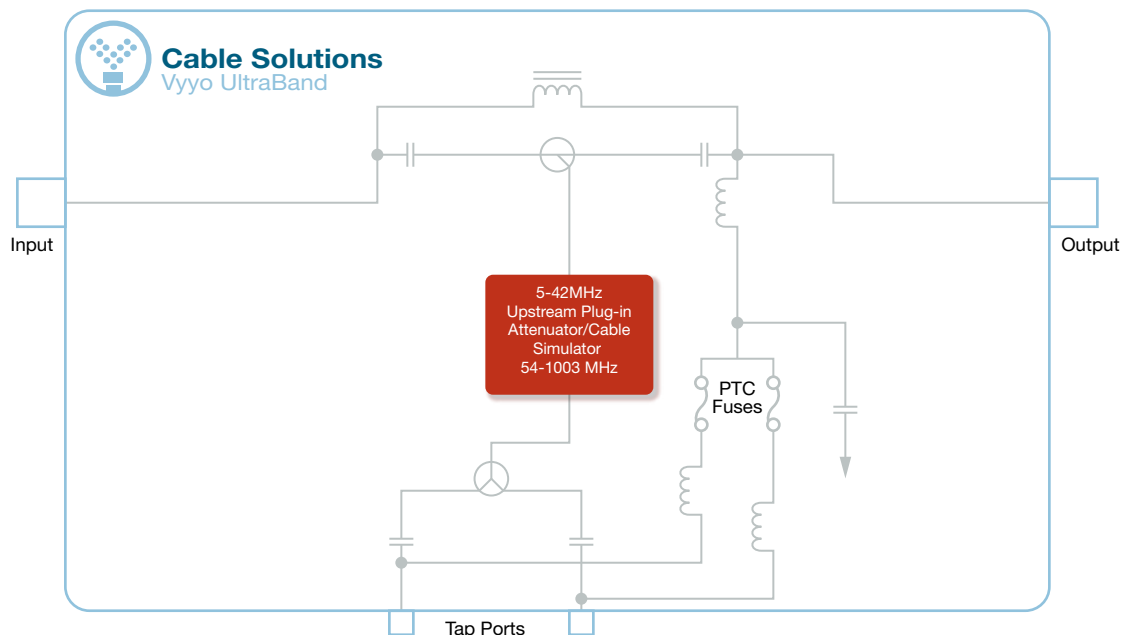 Cable Solutions
Vyyo UltraBand
Input
Output
5-42MHz
Upstream Plug-in
Attenuator/Cable
Simulator
54-1003 MHz
PTC
Fuses
Tap Ports